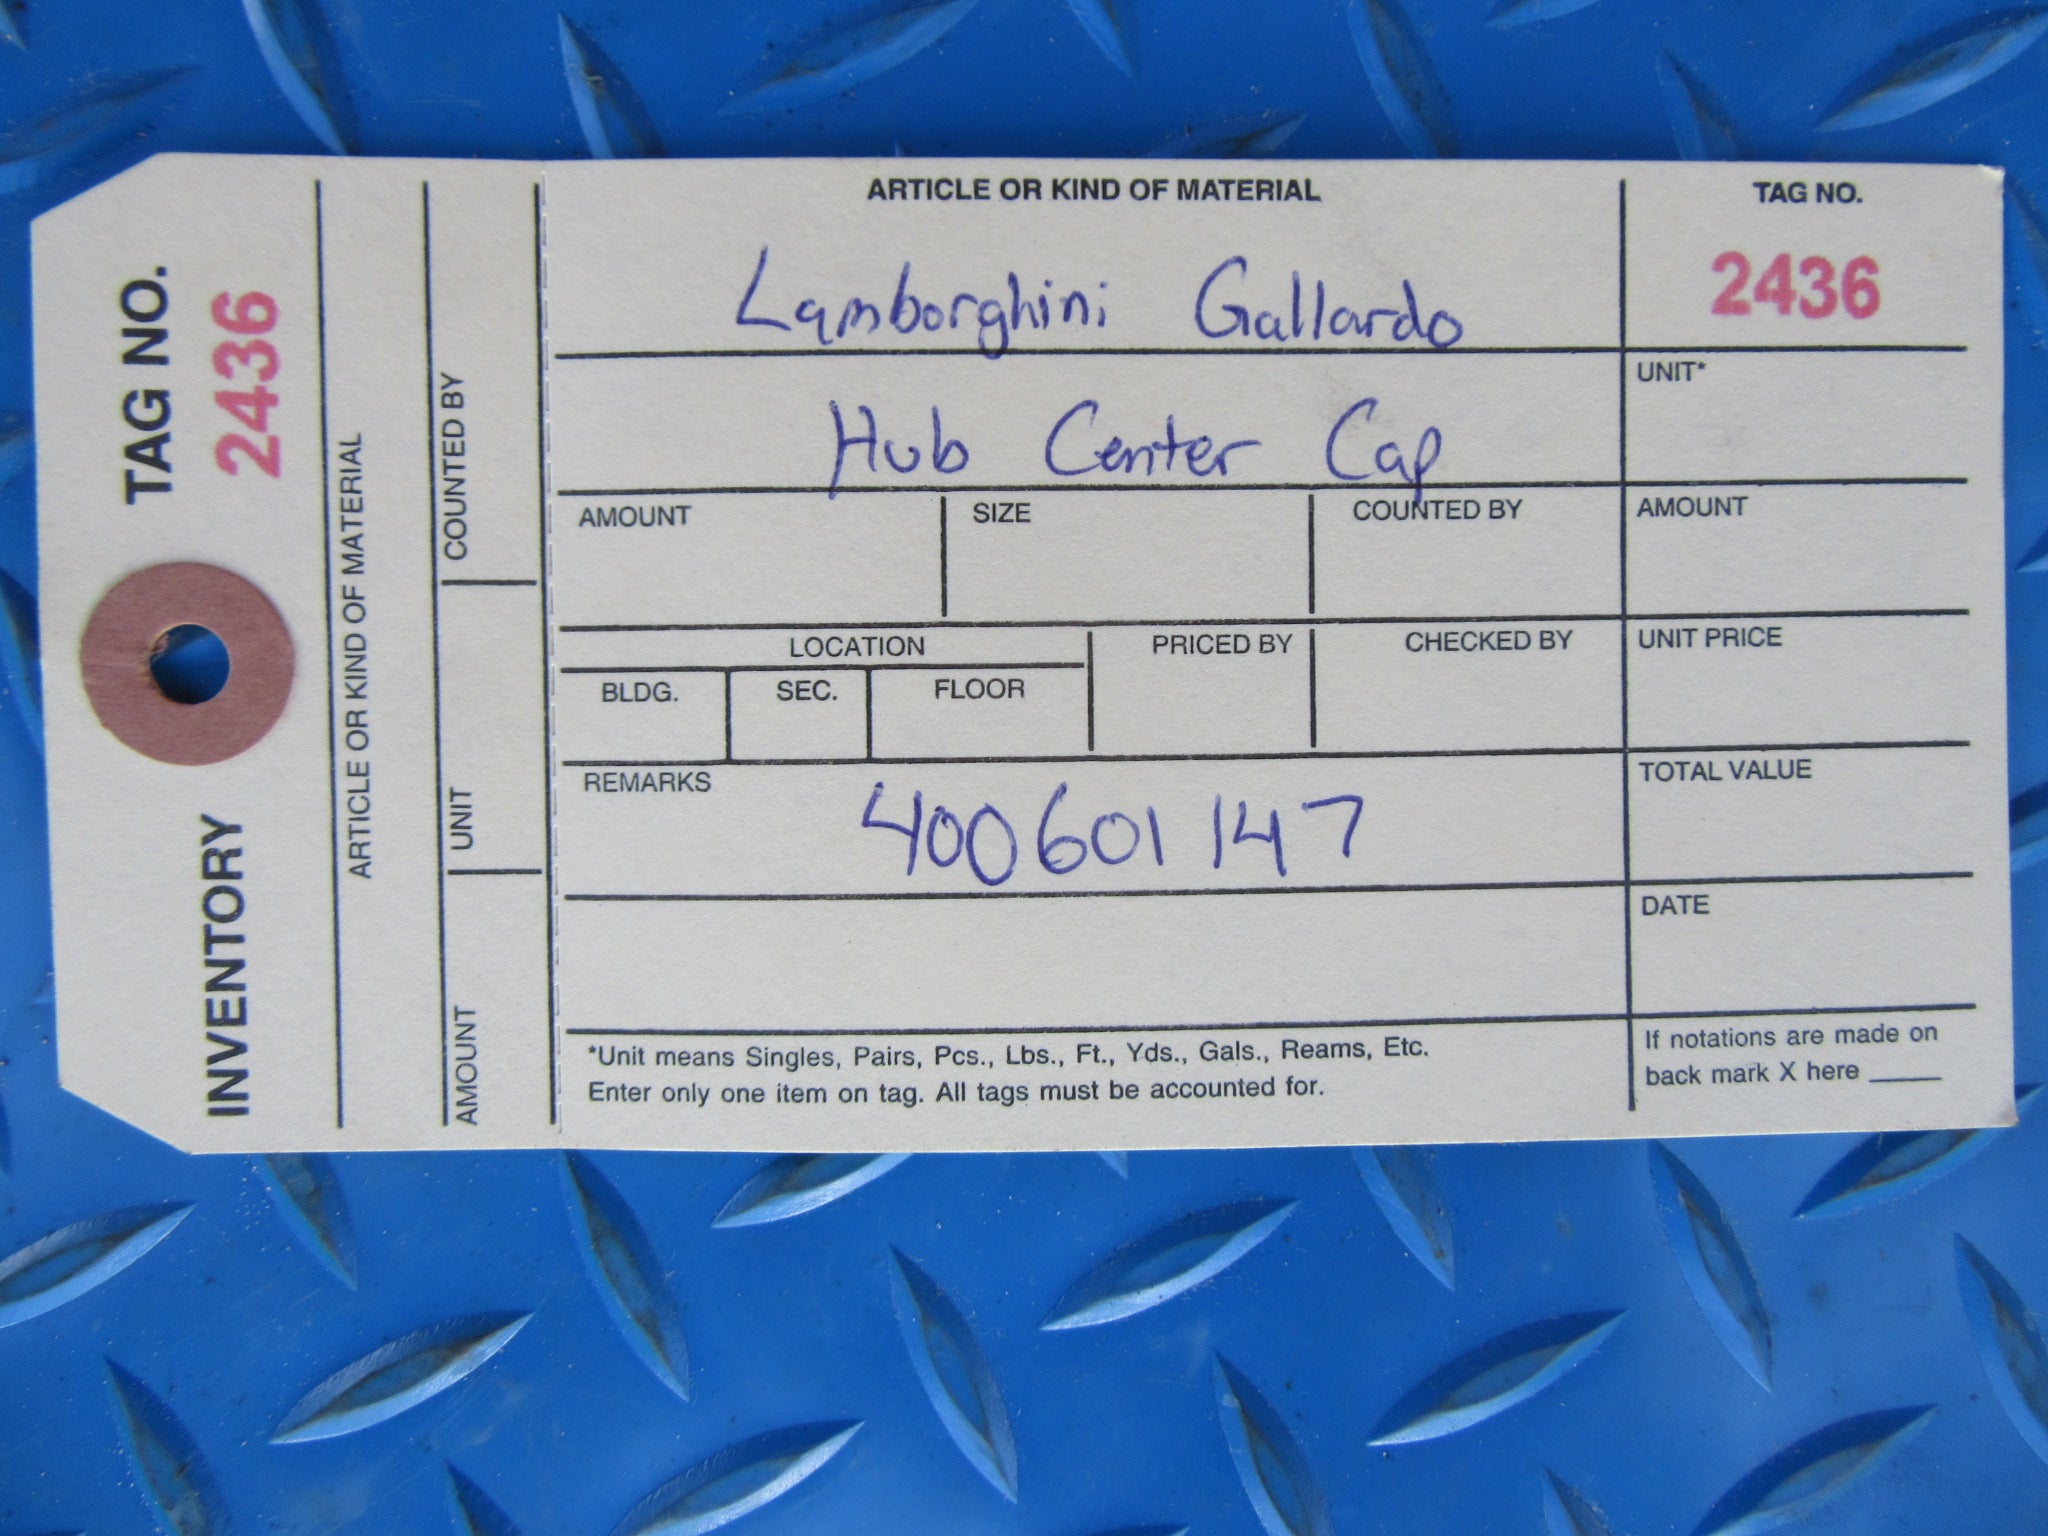 TAG NO.
2436
INVENTORY
ARTICLE OR KIND OF MATERIAL
COUNTED BY
UNIT
AMOUNT
ARTICLE OR KIND OF MATERIAL
Lamborghini Gallardo
Hub Center Cap
TAG NO.
2436
UNIT*
AMOUNT
SIZE
COUNTED BY
AMOUNT
LOCATION
BLDG.
SEC.
FLOOR
PRICED BY
CHECKED BY
UNIT PRICE
REMARKS
400601147
TOTAL VALUE
DATE
*Unit means Singles, Pairs, Pcs., Lbs., Ft., Yds., Gals., Reams, Etc.
Enter only one item on tag. All tags must be accounted for.
If notations are made on
back mark X here _____